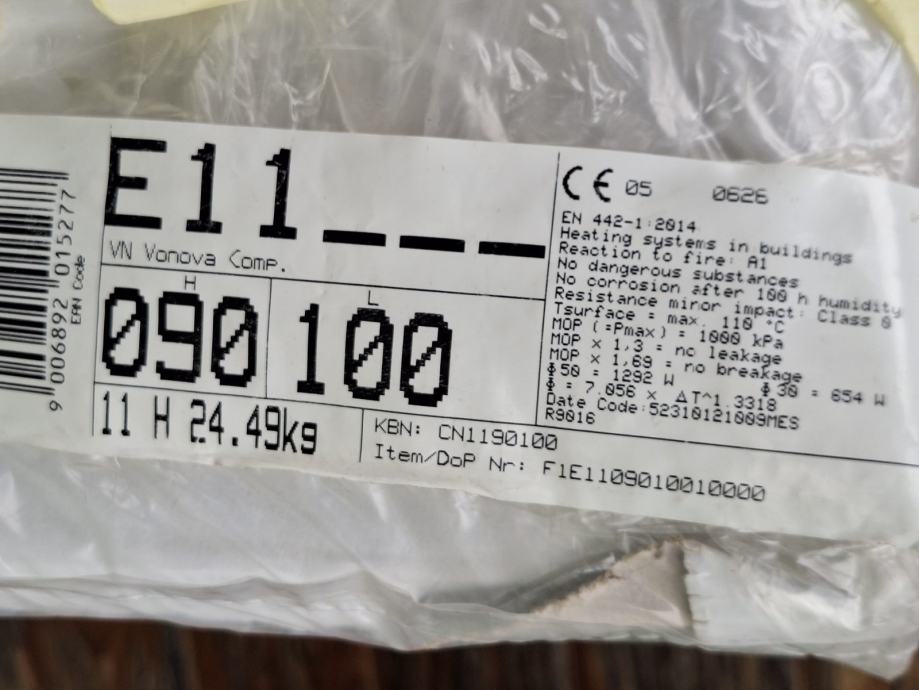 9 006892 015277
EAN Code
E11___
VN Vonova Comp.
H
090
L
100
11 H 24.49kg
KBN: CN1190100
Item/DoP Nr: F1E1109010010000
CE 05 0626
EN 442-1:2014
Heating systems in buildings
Reaction to fire: A1
No dangerous substances
No corrosion after 100 h humidity
Resistance minor impact: Class 0
Tsurface = max. 110 °C
MOP (=Pmax) = 1000 kPa
MOP x 1,3 = no leakage
MOP x 1,69 = no breakage
Φ50 = 1292 W Φ30 = 654 W
Φ = 7.056 x ΔT^1.3318
Date Code:52310121009MES
R9016